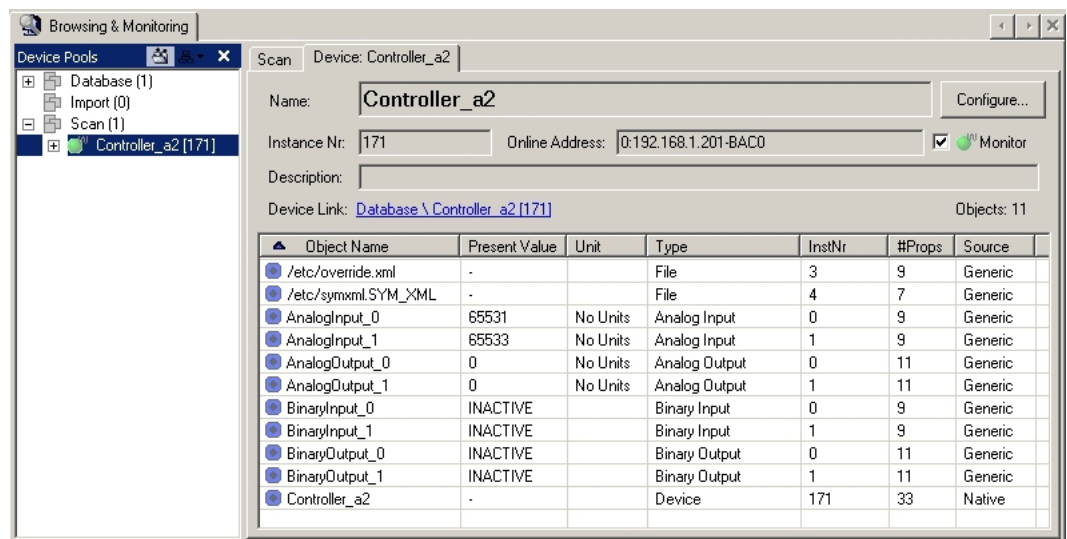 Browsing & Monitoring
Device Pools
Database (1)
Import (0)
Scan (1)
Controller_a2 [171]
Scan Device: Controller_a2
Name: Controller_a2 Configure...
Instance Nr: 171 Online Address: 0:192.168.1.201-BAC0 Monitor
Description:
Device Link: Database \ Controller_a2 [171] Objects: 11
Object Name Present Value Unit Type InstNr #Props Source
/etc/override.xml - File 3 9 Generic
/etc/symxml.SYM_XML - File 4 7 Generic
AnalogInput_0 65531 No Units Analog Input 0 9 Generic
AnalogInput_1 65533 No Units Analog Input 1 9 Generic
AnalogOutput_0 0 No Units Analog Output 0 11 Generic
AnalogOutput_1 0 No Units Analog Output 1 11 Generic
BinaryInput_0 INACTIVE Binary Input 0 9 Generic
BinaryInput_1 INACTIVE Binary Input 1 9 Generic
BinaryOutput_0 INACTIVE Binary Output 0 11 Generic
BinaryOutput_1 INACTIVE Binary Output 1 11 Generic
Controller_a2 - Device 171 33 Native